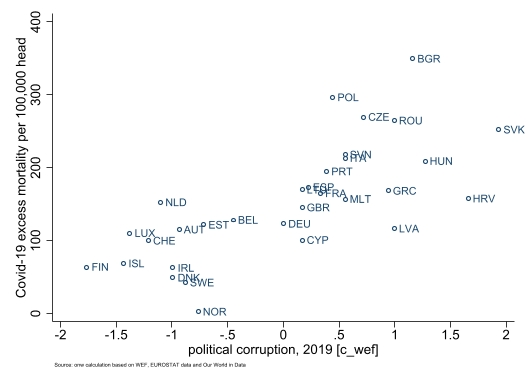 Covid-19 excess mortality per 100,000 head
400
300
200
100
0
BGR
POL
CZE
ROU
SVK
SVN
ITA
HUN
PRT
ESP
LTU
FRA
GRC
MLT
HRV
NLD
GBR
BEL
EST
DEU
AUT
LVA
LUX
CHE
CYP
ISL
FIN
IRL
DNK
SWE
NOR
-2 -1.5 -1 -.5 0 .5 1 1.5 2
political corruption, 2019 [c_wef]
Source: onw calculation based on WEF, EUROSTAT data and Our World in Data